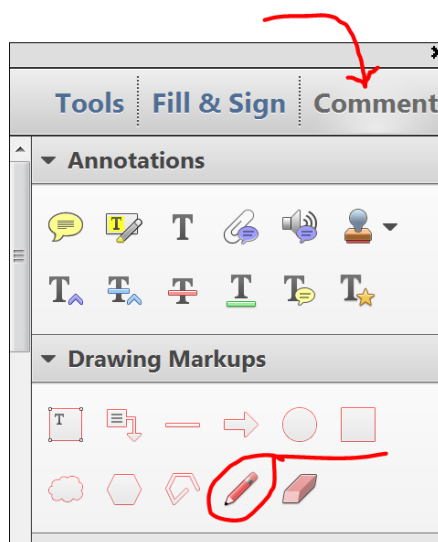 Tools Fill & Sign Comment
Annotations
T T
T T T T T T
Drawing Markups
T